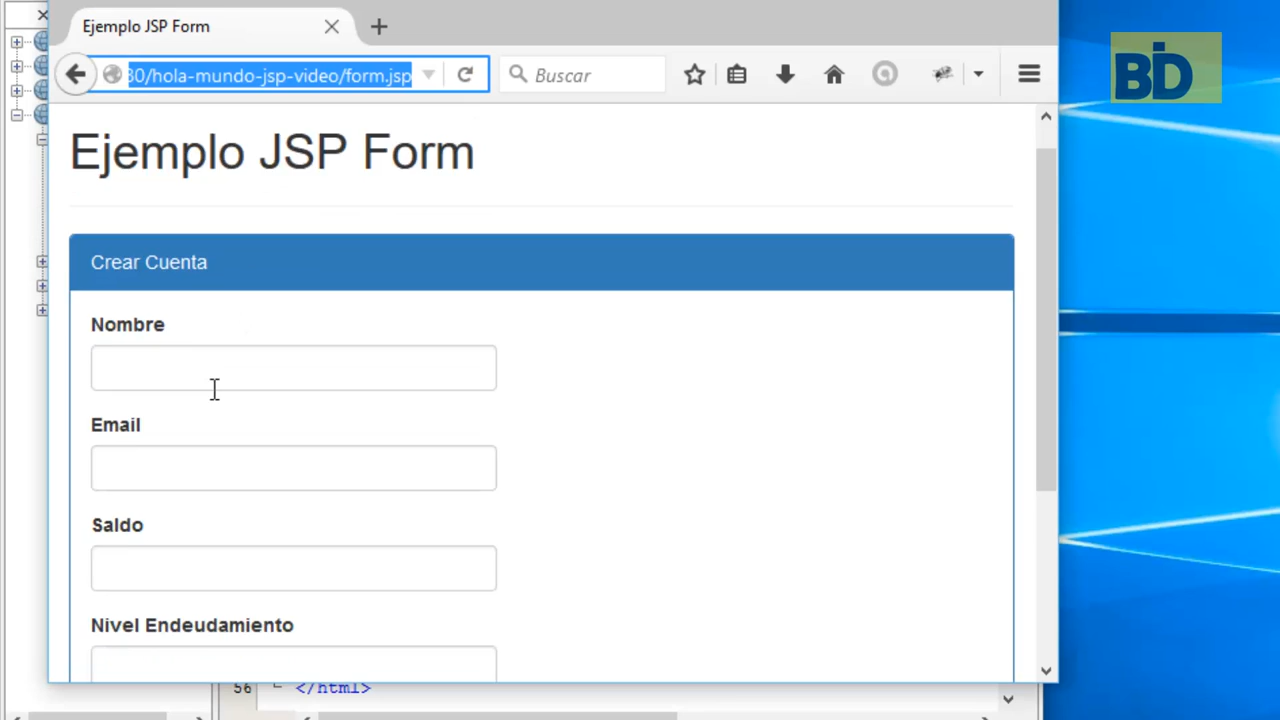 Ejemplo JSP Form
30/hola-mundo-jsp-video/form.jsp
Buscar
BID
Ejemplo JSP Form
Crear Cuenta
Nombre
Email
Saldo
Nivel Endeudamiento
56 </html>